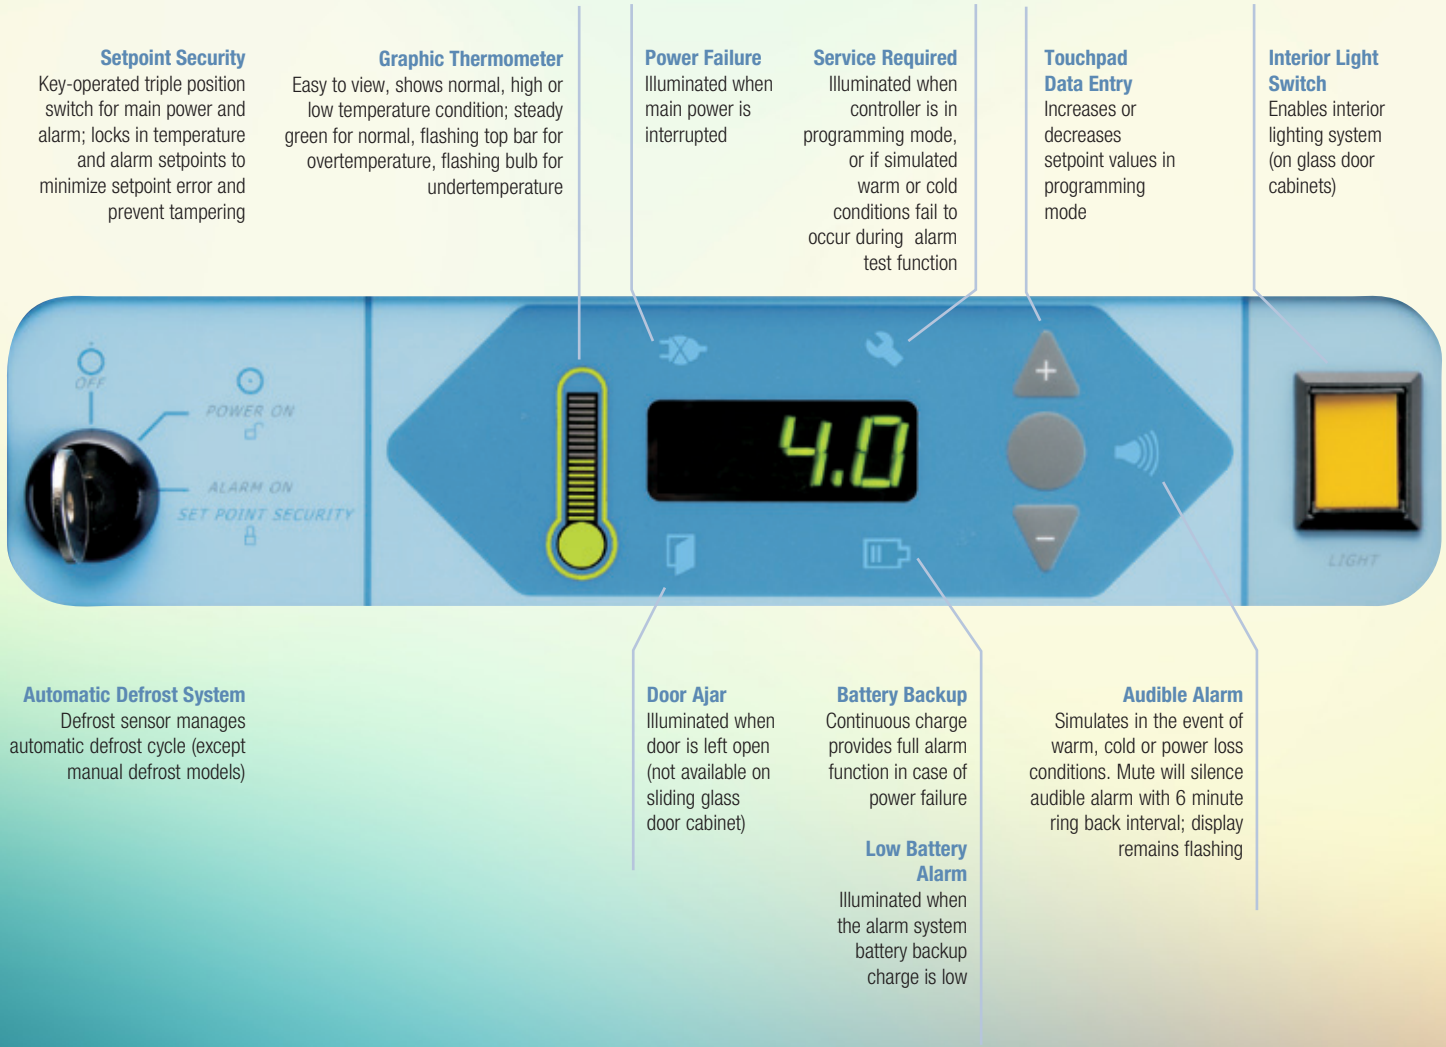 Setpoint Security
Key-operated triple position
switch for main power and
alarm; locks in temperature
and alarm setpoints to
minimize setpoint error and
prevent tampering
Graphic Thermometer
Easy to view, shows normal, high or
low temperature condition; steady
green for normal, flashing top bar for
overtemperature, flashing bulb for
undertemperature
Power Failure
Illuminated when
main power is
interrupted
Service Required
Illuminated when
controller is in
programming mode,
or if simulated
warm or cold
conditions fail to
occur during alarm
test function
Touchpad
Data Entry
Increases or
decreases
setpoint values in
programming
mode
Interior Light
Switch
Enables interior
lighting system
(on glass door
cabinets)
OFF
POWER ON
ALARM ON
SET POINT SECURITY
4.0
+
−
LIGHT
Automatic Defrost System
Defrost sensor manages
automatic defrost cycle (except
manual defrost models)
Door Ajar
Illuminated when
door is left open
(not available on
sliding glass
door cabinet)
Battery Backup
Continuous charge
provides full alarm
function in case of
power failure
Low Battery
Alarm
Illuminated when
the alarm system
battery backup
charge is low
Audible Alarm
Simulates in the event of
warm, cold or power loss
conditions. Mute will silence
audible alarm with 6 minute
ring back interval; display
remains flashing